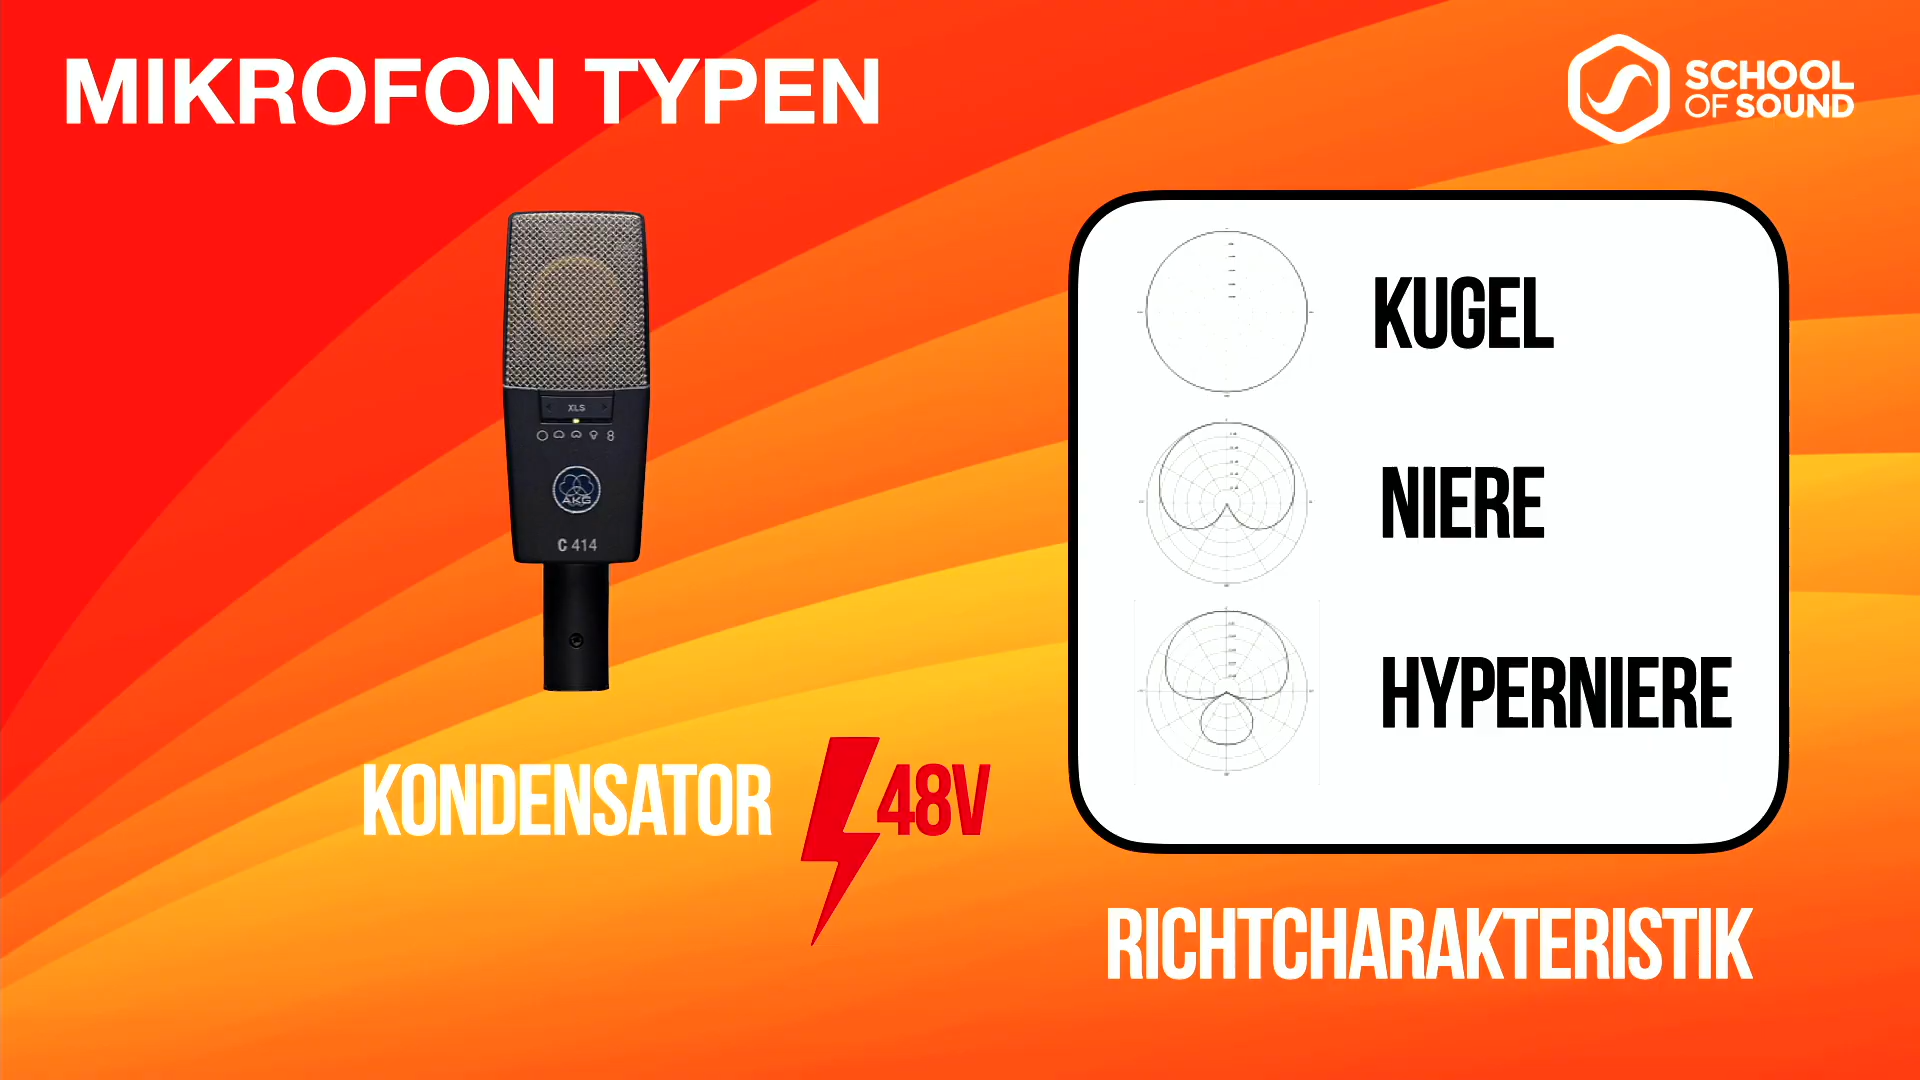 MIKROFON TYPEN
SCHOOL
OF SOUND
XLS
AKG
C 414
KONDENSATOR
48V
KUGEL
NIERE
HYPERNIERE
RICHTCHARAKTERISTIK